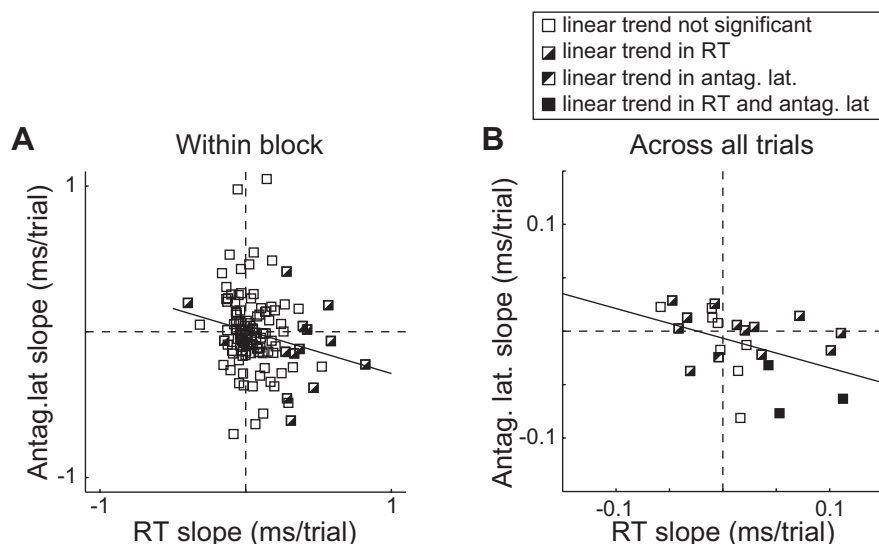 linear trend not significant
linear trend in RT
linear trend in antag. lat.
linear trend in RT and antag. lat
A
Within block
Antag.lat slope (ms/trial)
1
-1
-1
1
RT slope (ms/trial)
B
Across all trials
Antag. lat. slope (ms/trial)
0.1
-0.1
-0.1
0.1
RT slope (ms/trial)